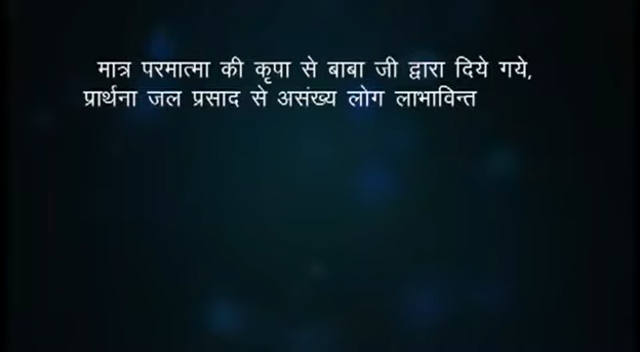 मात्र परमात्मा की कृपा से बाबा जी द्वारा दिये गये,
प्रार्थना जल प्रसाद से असंख्य लोग लाभाविन्त